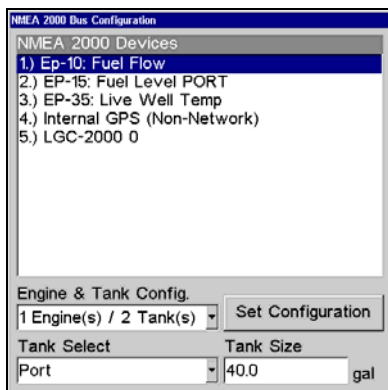 NMEA 2000 Bus Configuration
NMEA 2000 Devices
1.) Ep-10: Fuel Flow
2.) EP-15: Fuel Level PORT
3.) EP-35: Live Well Temp
4.) Internal GPS (Non-Network)
5.) LGC-2000 0
Engine & Tank Config.
1 Engine(s) / 2 Tank(s)
Set Configuration
Tank Select
Tank Size
Port
40.0
gal